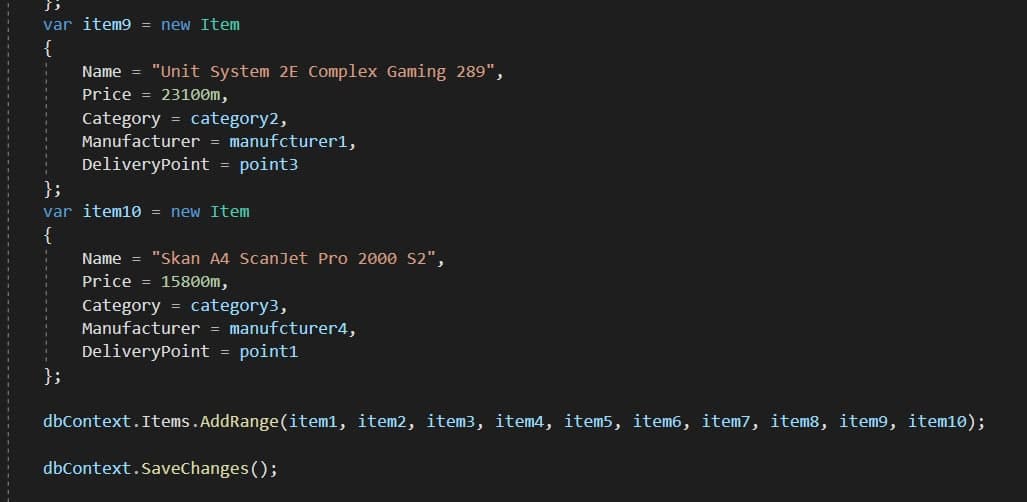 };
var item9 = new Item
{
Name = "Unit System 2E Complex Gaming 289",
Price = 23100m,
Category = category2,
Manufacturer = manufcturer1,
DeliveryPoint = point3
};
var item10 = new Item
{
Name = "Skan A4 ScanJet Pro 2000 S2",
Price = 15800m,
Category = category3,
Manufacturer = manufcturer4,
DeliveryPoint = point1
};
dbContext.Items.AddRange(item1, item2, item3, item4, item5, item6, item7, item8, item9, item10);
dbContext.SaveChanges();